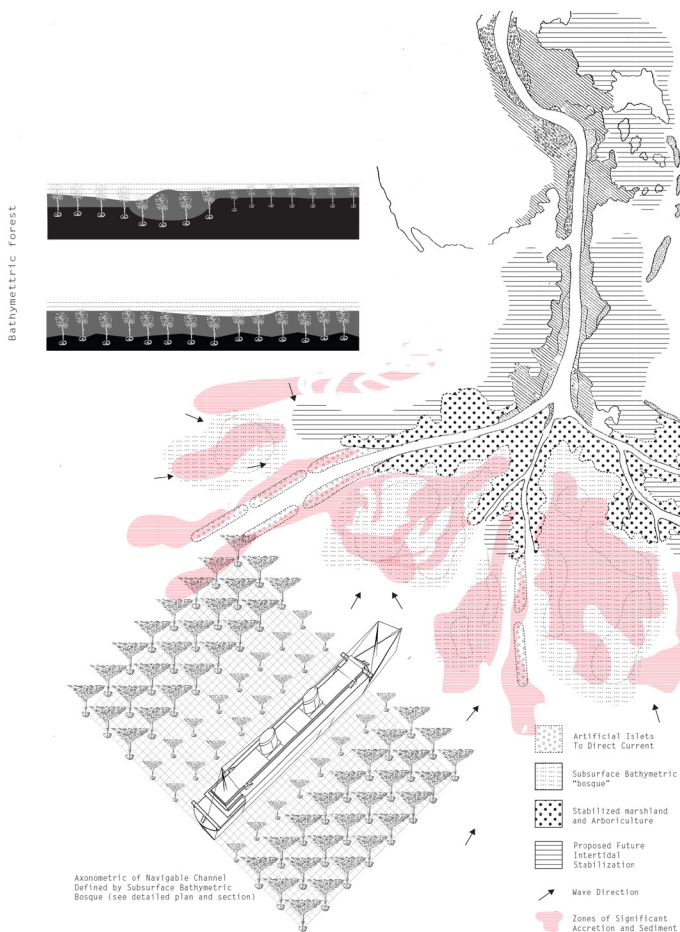 Bathymettric forest
Artificial Islets
To Direct Current
Subsurface Bathymetric
"bosque"
Stabilized marshland
and Arboriculture
Proposed Future
Intertidal
Stabilization
Wave Direction
Zones of Significant
Accretion and Sediment
Axonometric of Navigable Channel
Defined by Subsurface Bathymetric
Bosque (see detailed plan and section)